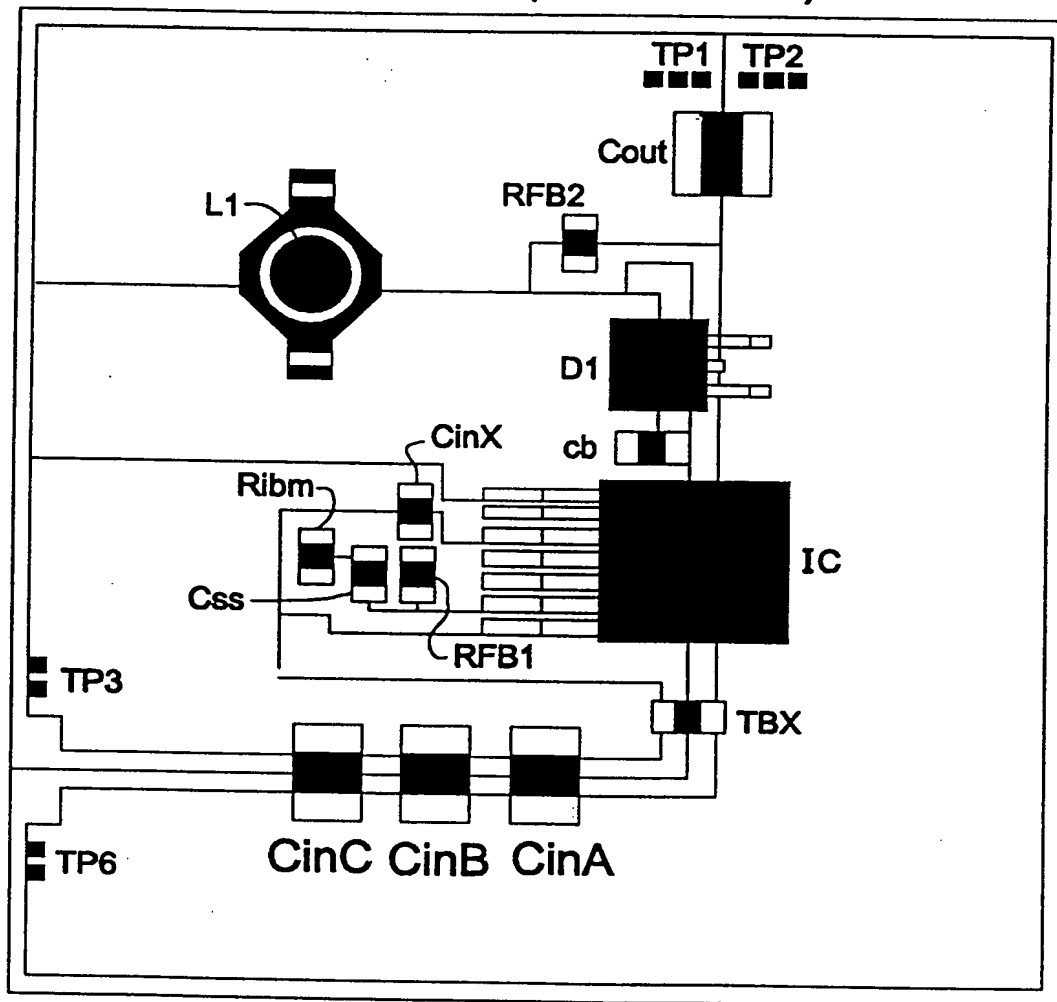 TP1 TP2
Cout
RFB2
L1
D1
cb
CinX
Ribm
IC
Css
RFB1
TP3
TBX
CinC CinB CinA
TP6